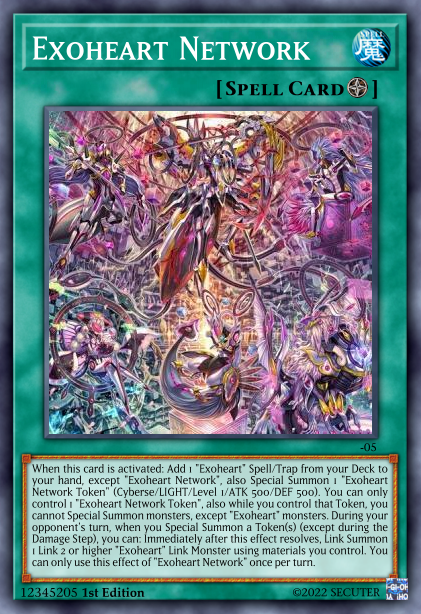 Exoheart Network
魔
[Spell Card]
-05
When this card is activated: Add 1 "Exoheart" Spell/Trap from your Deck to
your hand, except "Exoheart Network", also Special Summon 1 "Exoheart
Network Token" (Cyberse/LIGHT/Level 1/ATK 500/DEF 500). You can only
control 1 "Exoheart Network Token", also while you control that Token, you
cannot Special Summon monsters, except "Exoheart" monsters. During your
opponent's turn, when you Special Summon a Token(s) (except during the
Damage Step), you can: Immediately after this effect resolves, Link Summon
1 Link 2 or higher "Exoheart" Link Monster using materials you control. You
can only use this effect of "Exoheart Network" once per turn.
12345205 1st Edition
©2022 SECUTER